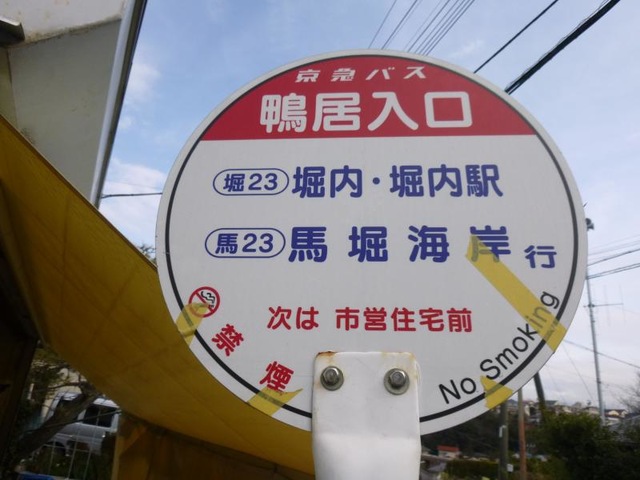 京急バス
鴨居入口
堀23 堀内・堀内駅
馬23 馬堀海岸行
次は 市営住宅前
禁煙
No Smoking